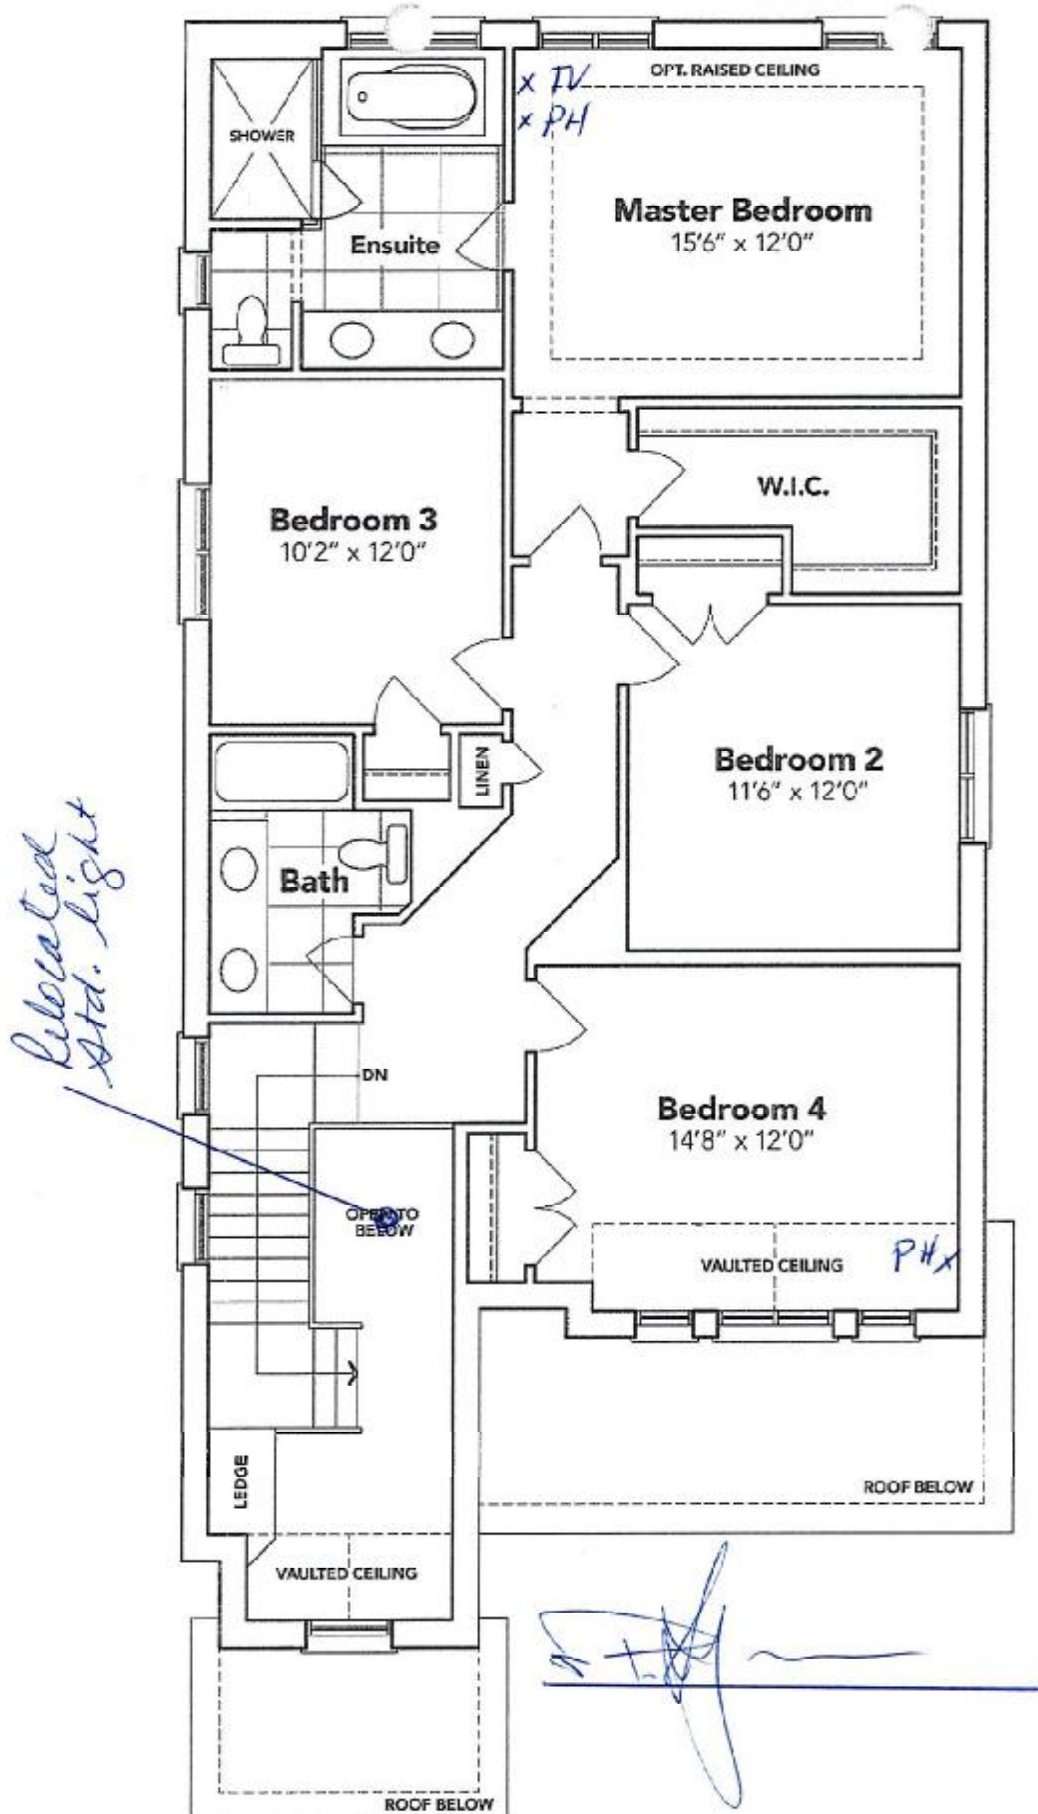 OPT. RAISED CEILING
x TV
x PH
SHOWER
Master Bedroom
15'6" x 12'0"
Ensuite
W.I.C.
Bedroom 3
10'2" x 12'0"
LINEN
Bedroom 2
11'6" x 12'0"
Relocated
Std. light
Bath
DN
Bedroom 4
14'8" x 12'0"
OPEN TO
BELOW
VAULTED CEILING
PH x
LEDGE
ROOF BELOW
VAULTED CEILING
ROOF BELOW